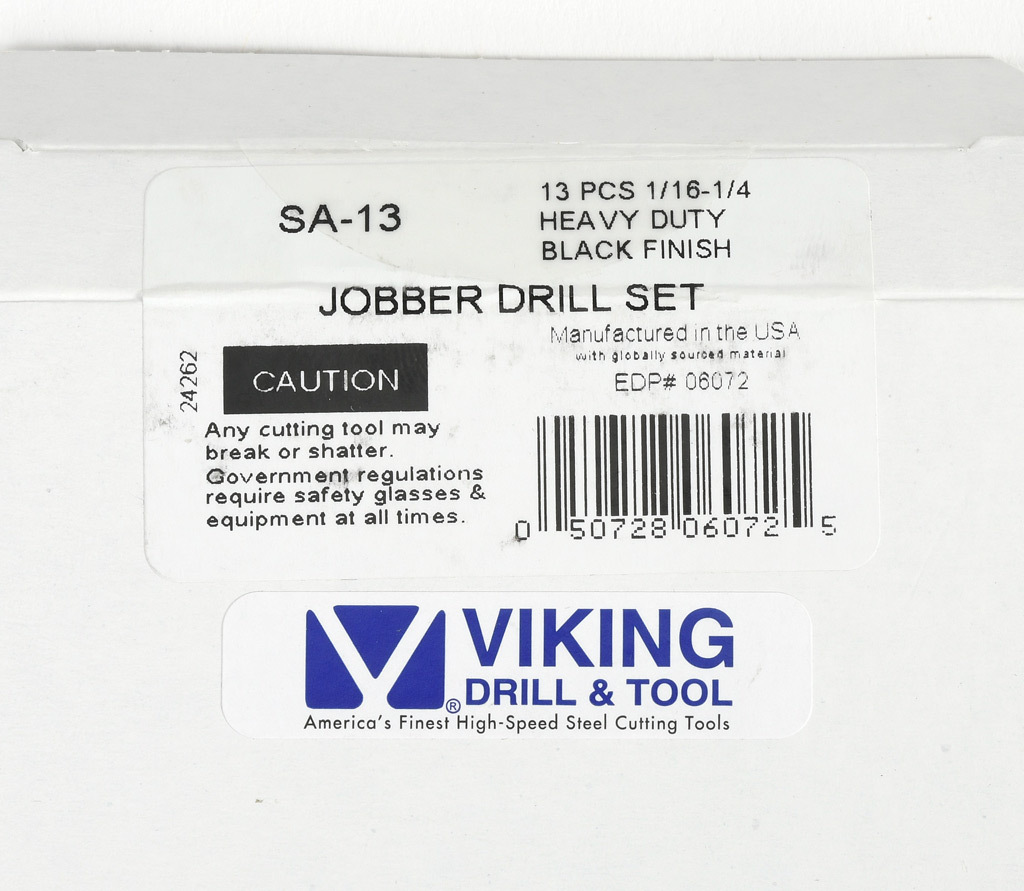 SA-13
13 PCS 1/16-1/4
HEAVY DUTY
BLACK FINISH
JOBBER DRILL SET
Manufactured in the USA
with globally sourced material
EDP# 06072
24262
CAUTION
Any cutting tool may
break or shatter.
Government regulations
require safety glasses &
equipment at all times.
0 50728 06072 5
VIKING
DRILL & TOOL
®
America's Finest High-Speed Steel Cutting Tools